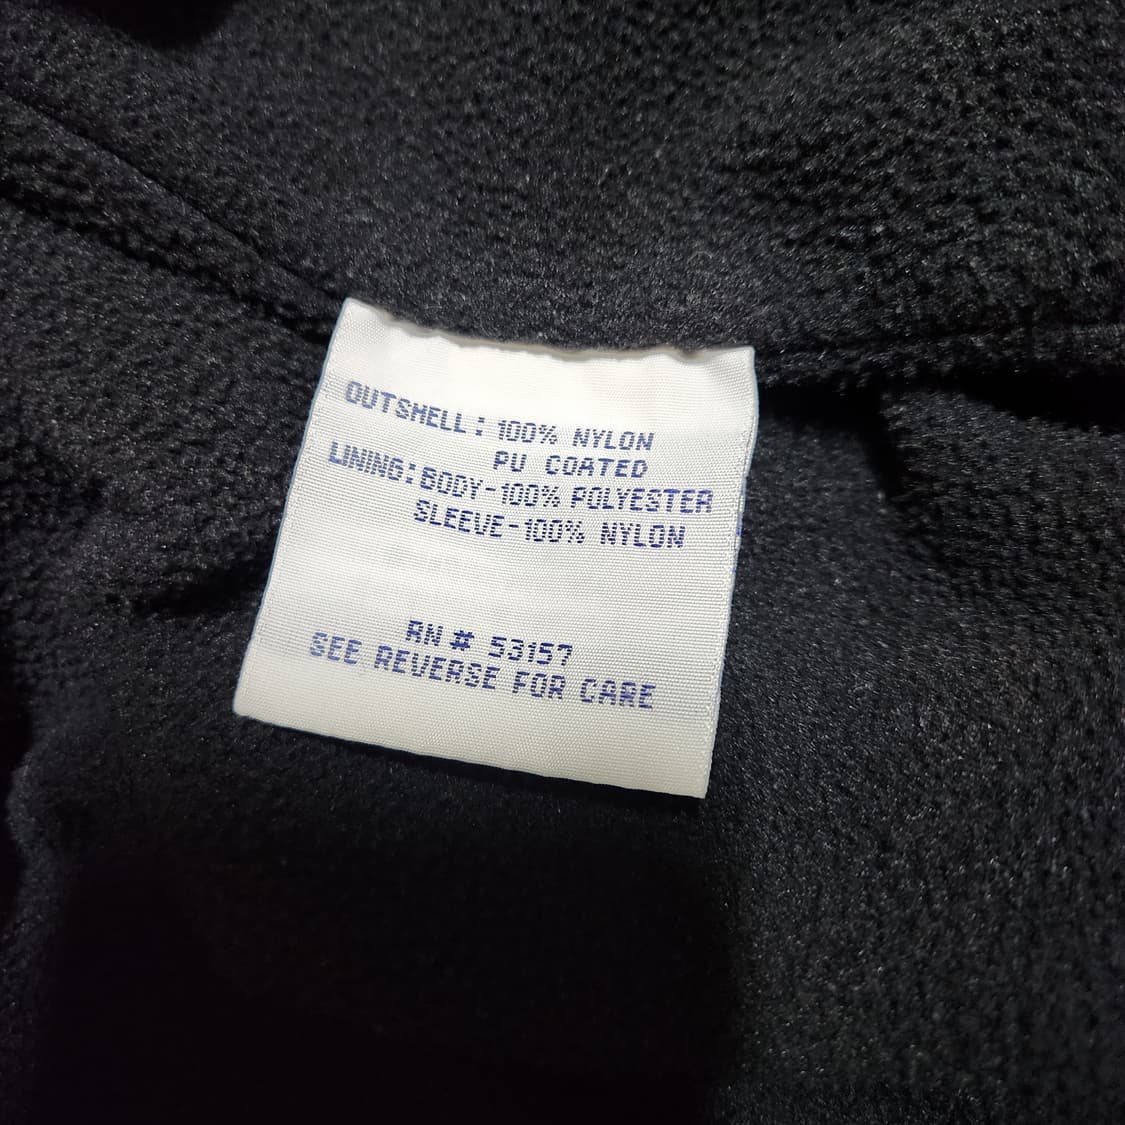 OUTSHELL: 100% NYLON
PU COATED
LINING: BODY-100% POLYESTER
SLEEVE-100% NYLON
RN # 53157
SEE REVERSE FOR CARE